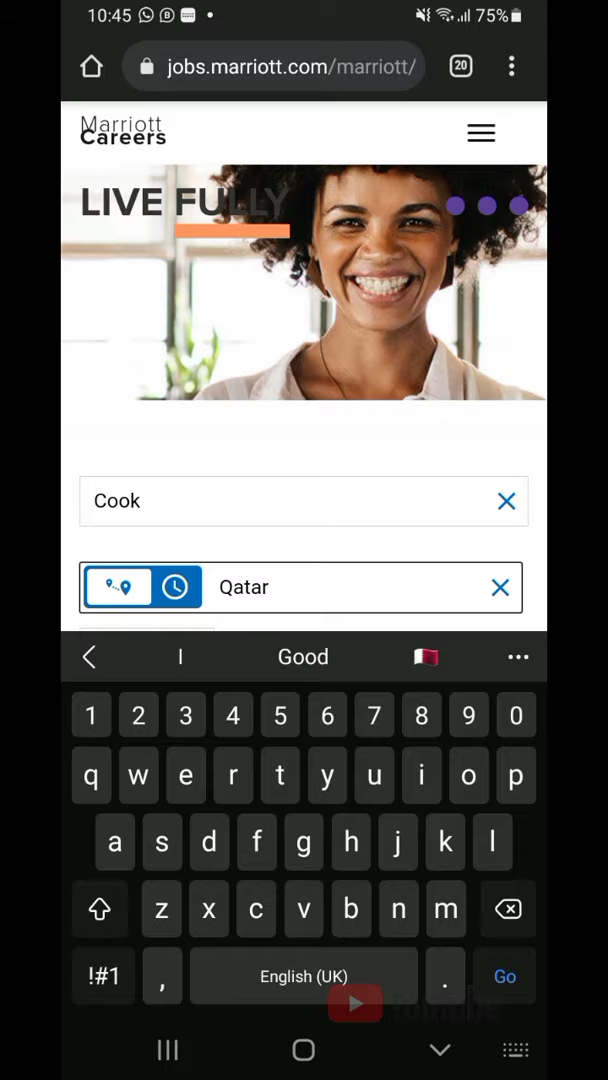 10:45 75%
jobs.marriott.com/marriott/ 20
Marriott
Careers
LIVE FULLY
Cook
Qatar
I Good
1 2 3 4 5 6 7 8 9 0
q w e r t y u i o p
a s d f g h j k l
z x c v b n m
!#1 , English (UK) . Go
YouTube